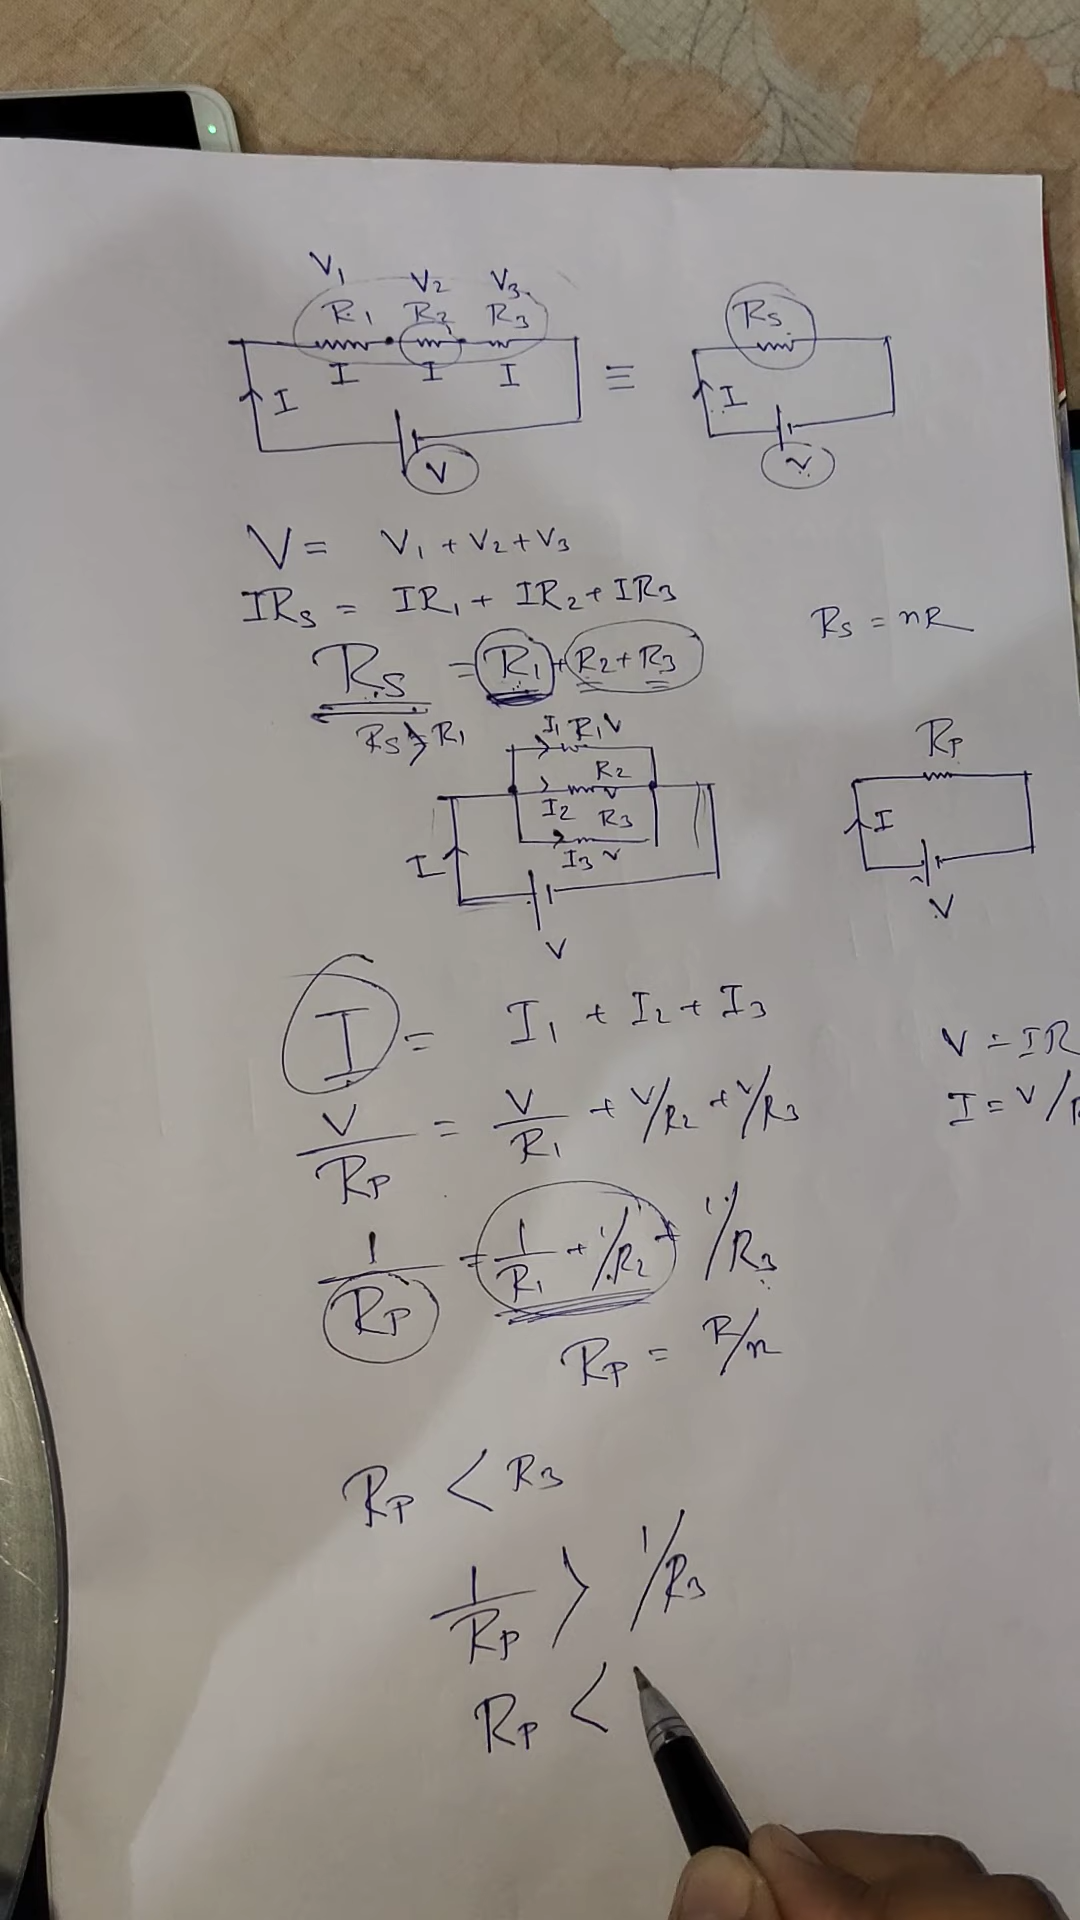 V1 V2 V3
R1 R2 R3
Rs
I I I
I ≡ I
V V
V = V1 + V2 + V3
IRs = IR1 + IR2 + IR3
Rs = nR
Rs = R1 + R2 + R3
Rs > R1
I1 R1 V
R2
I2 V R3
I3 V
I
V
Rp
I
V
I = I1 + I2 + I3
V = IR
V/Rp = V/R1 + V/R2 + V/R3
I = V/R
1/Rp = 1/R1 + 1/R2 + 1/R3
Rp = R/n
Rp < R3
1/Rp > 1/R3
Rp <